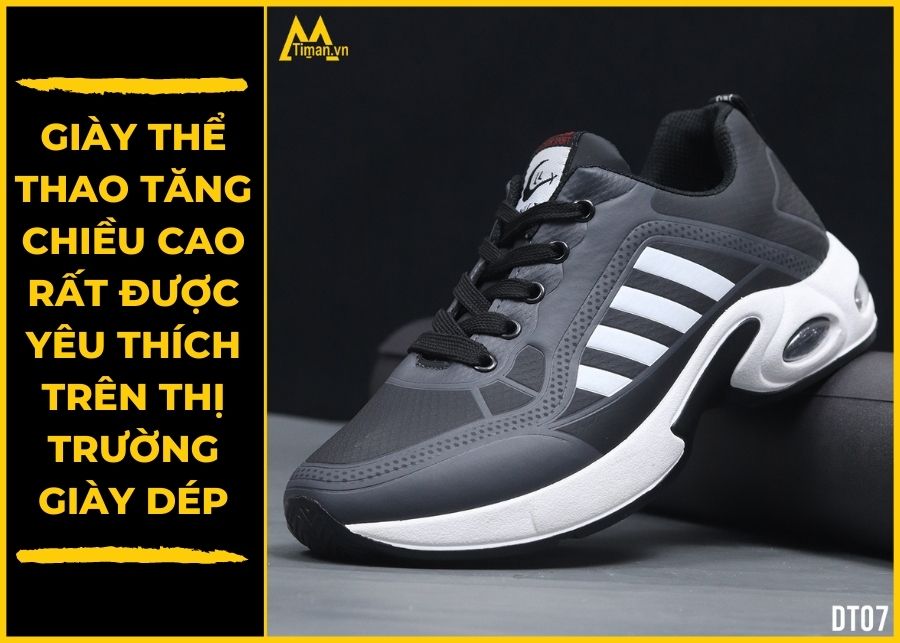 GIÀY THỂ
THAO TĂNG
CHIỀU CAO
RẤT ĐƯỢC
YÊU THÍCH
TRÊN THỊ
TRƯỜNG
GIÀY DÉP
Timan.vn
DT07